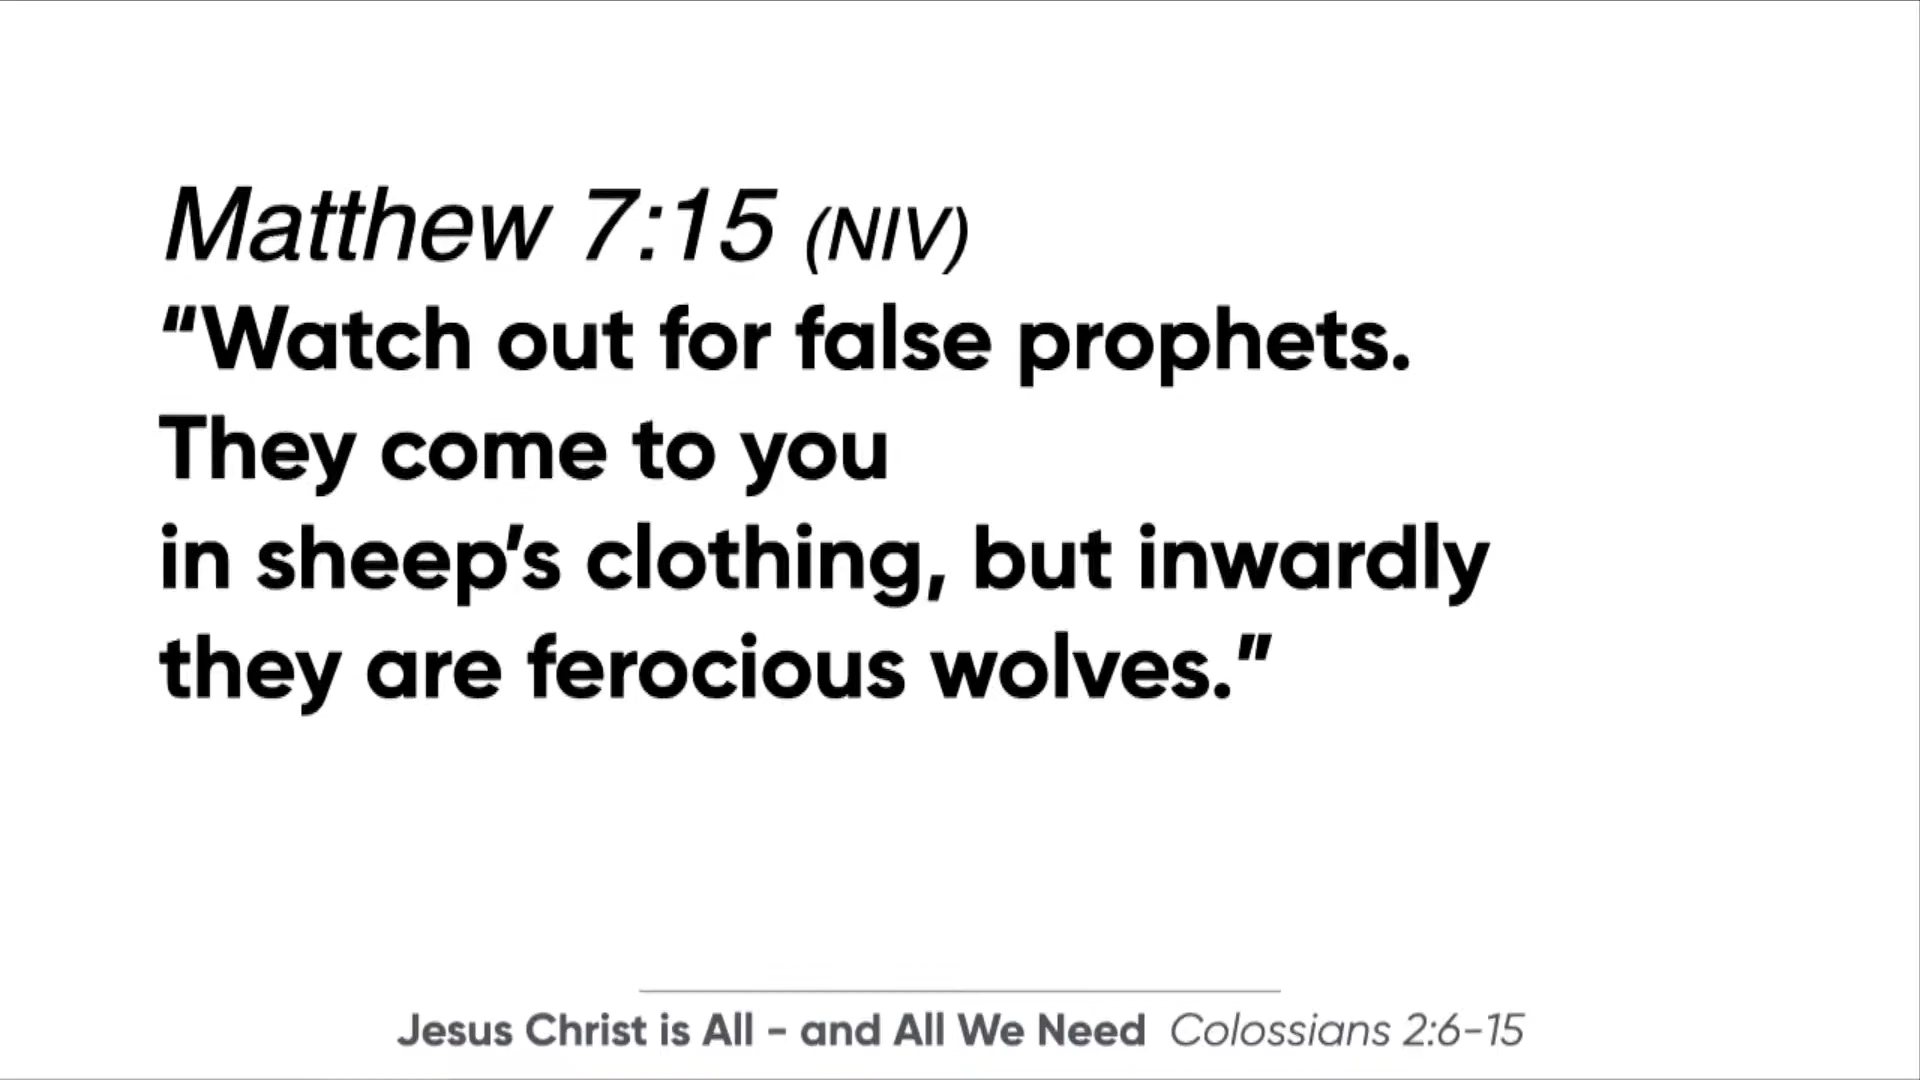 Matthew 7:15 (NIV)
“Watch out for false prophets.
They come to you
in sheep’s clothing, but inwardly
they are ferocious wolves.”
Jesus Christ is All – and All We Need Colossians 2:6–15